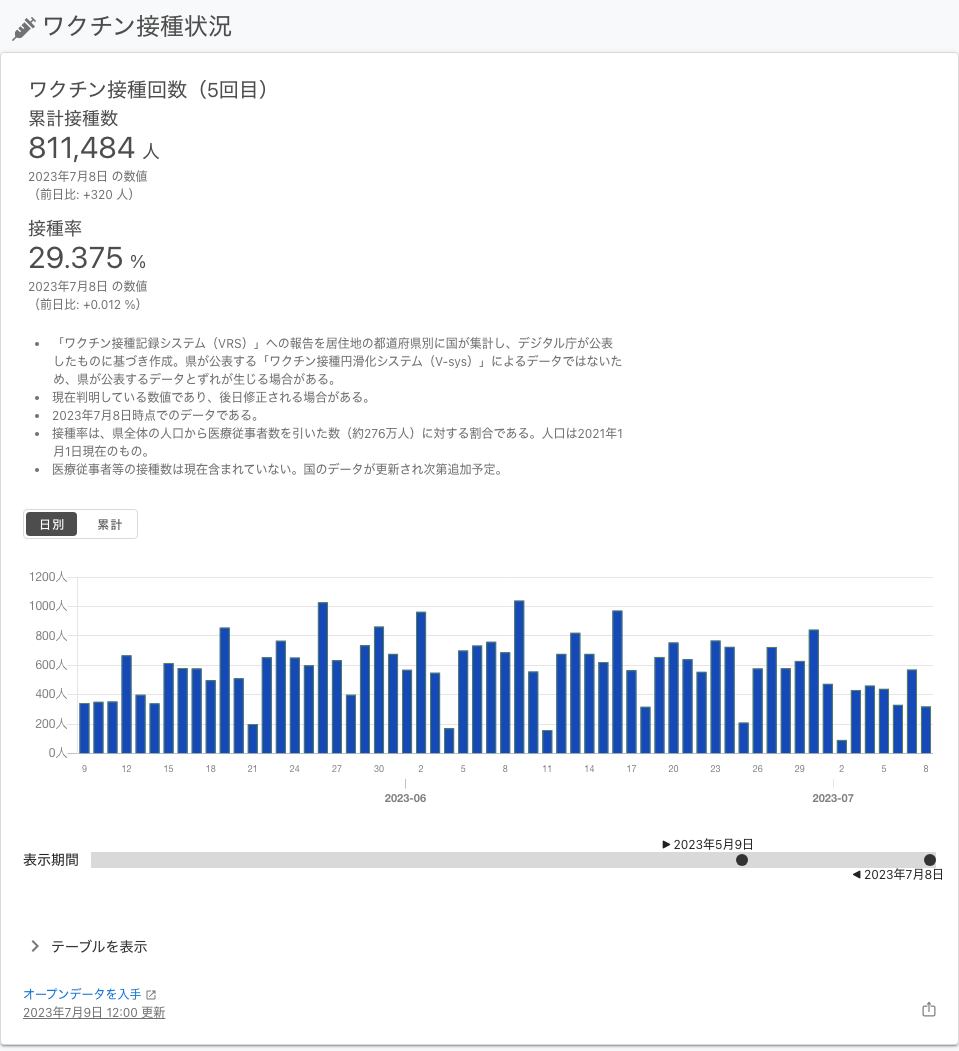 ワクチン接種状況
ワクチン接種回数（5回目）
累計接種数
811,484 人
2023年7月8日 の数値
（前日比: +320 人）
接種率
29.375 %
2023年7月8日 の数値
（前日比: +0.012 %）
• 「ワクチン接種記録システム（VRS）」への報告を居住地の都道府県別に国が集計し、デジタル庁が公表
したものに基づき作成。県が公表する「ワクチン接種円滑化システム（V-sys）」によるデータではないた
め、県が公表するデータとずれが生じる場合がある。
• 現在判明している数値であり、後日修正される場合がある。
• 2023年7月8日時点でのデータである。
• 接種率は、県全体の人口から医療従事者数を引いた数（約276万人）に対する割合である。人口は2021年1
月1日現在のもの。
• 医療従事者等の接種数は現在含まれていない。国のデータが更新され次第追加予定。
日別 累計
1200人
1000人
800人
600人
400人
200人
0人
9 12 15 18 21 24 27 30 2 5 8 11 14 17 20 23 26 29 2 5 8
2023-06 2023-07
▶ 2023年5月9日
表示期間
◀ 2023年7月8日
テーブルを表示
オープンデータを入手
2023年7月9日 12:00 更新